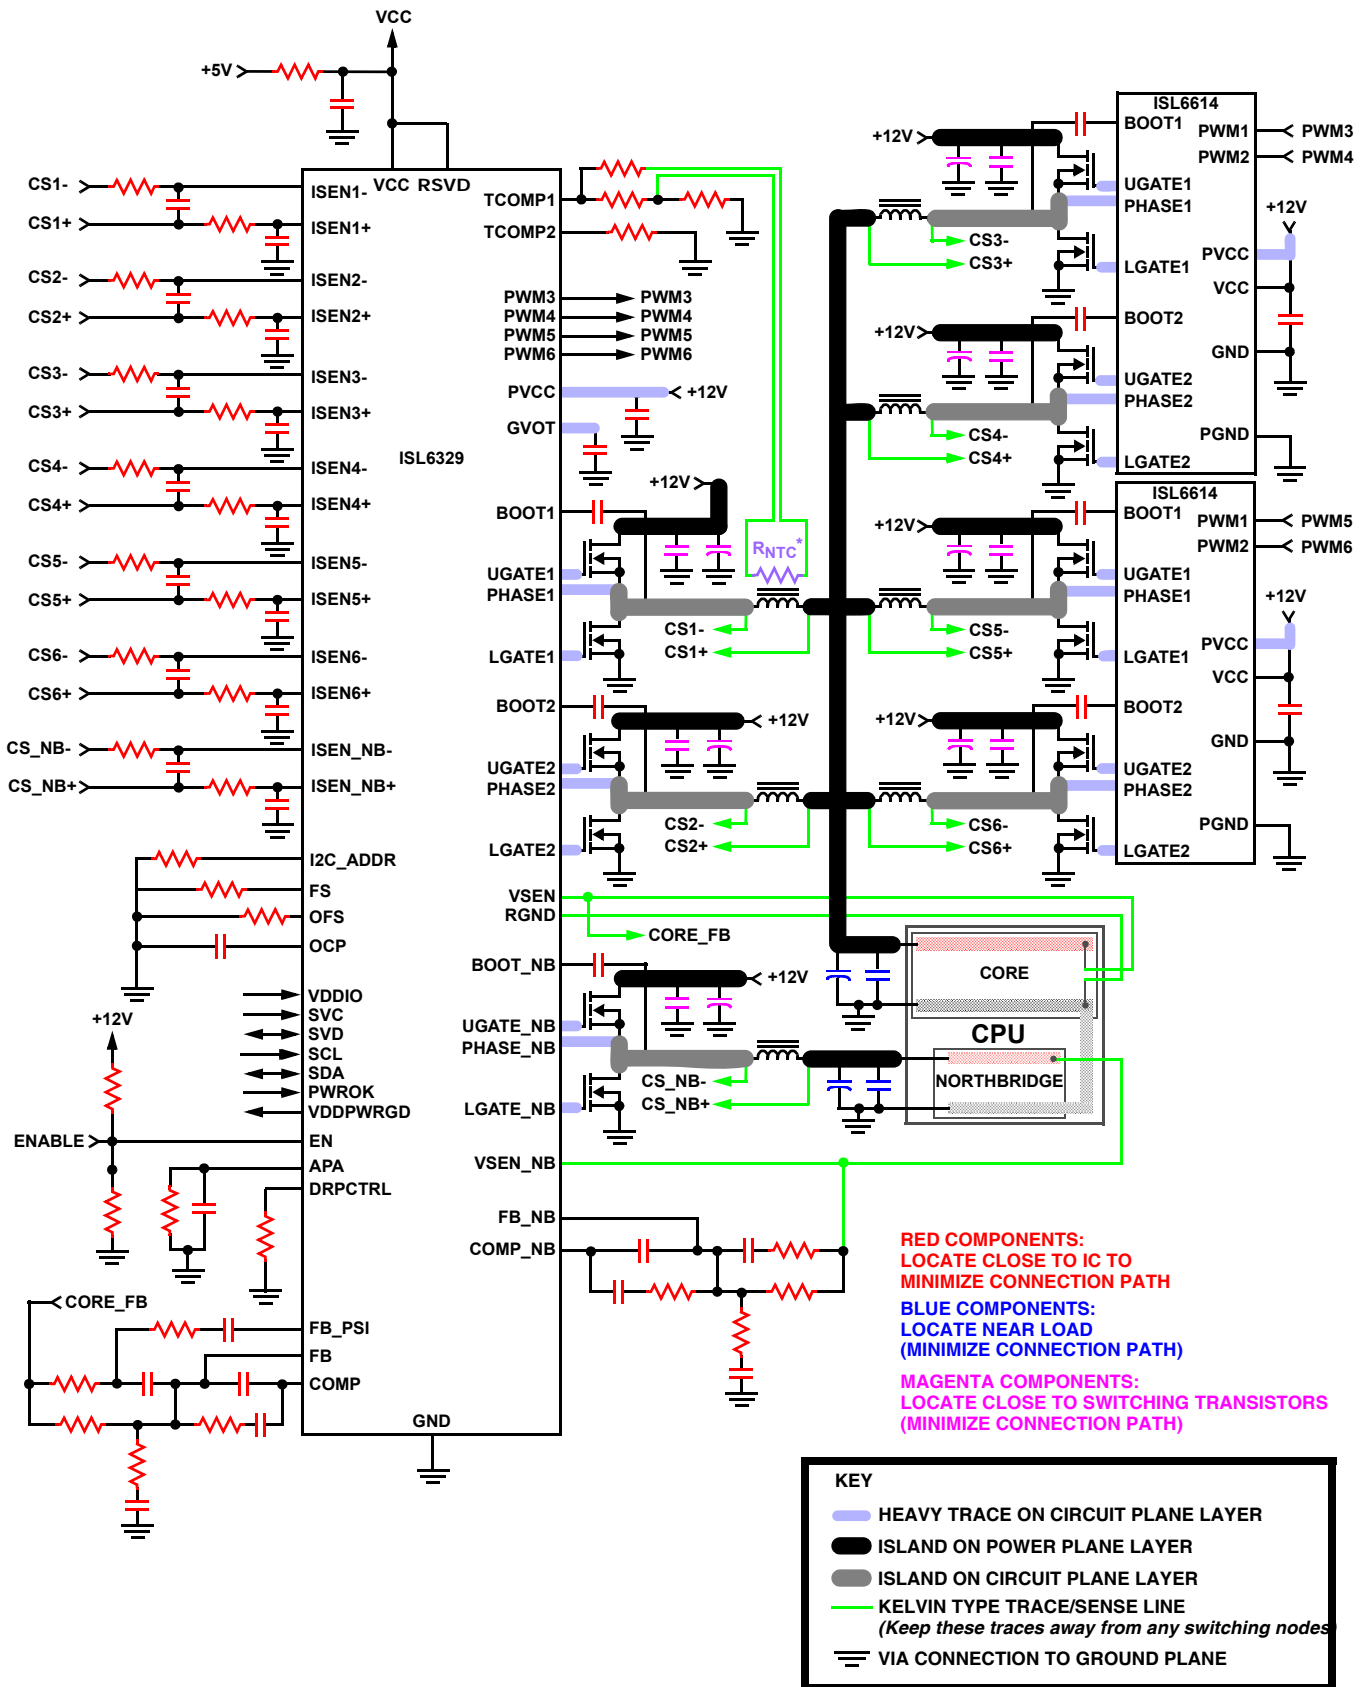 VCC
+5V
VCC RSVD
ISL6329
CS1-
CS1+
CS2-
CS2+
CS3-
CS3+
CS4-
CS4+
CS5-
CS5+
CS6-
CS6+
CS_NB-
CS_NB+
ISEN1-
ISEN1+
ISEN2-
ISEN2+
ISEN3-
ISEN3+
ISEN4-
ISEN4+
ISEN5-
ISEN5+
ISEN6-
ISEN6+
ISEN_NB-
ISEN_NB+
I2C_ADDR
FS
OFS
OCP
VDDIO
SVC
SVD
SCL
SDA
PWROK
VDDPWRGD
+12V
ENABLE
EN
APA
DRPCTRL
CORE_FB
FB_PSI
FB
COMP
GND
TCOMP1
TCOMP2
PWM3 PWM3
PWM4 PWM4
PWM5 PWM5
PWM6 PWM6
PVCC +12V
GVOT
+12V
BOOT1
RNTC*
UGATE1
PHASE1
CS1-
CS1+
LGATE1
BOOT2
+12V
UGATE2
PHASE2
CS2-
CS2+
LGATE2
VSEN
RGND
CORE_FB
BOOT_NB
+12V
UGATE_NB
PHASE_NB
CS_NB-
CS_NB+
LGATE_NB
VSEN_NB
FB_NB
COMP_NB
ISL6614
+12V
BOOT1
PWM1 PWM3
PWM2 PWM4
UGATE1
PHASE1
+12V
CS3-
CS3+
PVCC
LGATE1
VCC
+12V
BOOT2
GND
UGATE2
PHASE2
CS4-
CS4+
PGND
LGATE2
ISL6614
+12V
BOOT1
PWM1 PWM5
PWM2 PWM6
UGATE1
PHASE1
+12V
CS5-
CS5+
PVCC
LGATE1
VCC
+12V
BOOT2
GND
UGATE2
PHASE2
CS6-
CS6+
PGND
LGATE2
CORE
CPU
NORTHBRIDGE
RED COMPONENTS:
LOCATE CLOSE TO IC TO
MINIMIZE CONNECTION PATH
BLUE COMPONENTS:
LOCATE NEAR LOAD
(MINIMIZE CONNECTION PATH)
MAGENTA COMPONENTS:
LOCATE CLOSE TO SWITCHING TRANSISTORS
(MINIMIZE CONNECTION PATH)
KEY
HEAVY TRACE ON CIRCUIT PLANE LAYER
ISLAND ON POWER PLANE LAYER
ISLAND ON CIRCUIT PLANE LAYER
KELVIN TYPE TRACE/SENSE LINE
(Keep these traces away from any switching nodes)
VIA CONNECTION TO GROUND PLANE